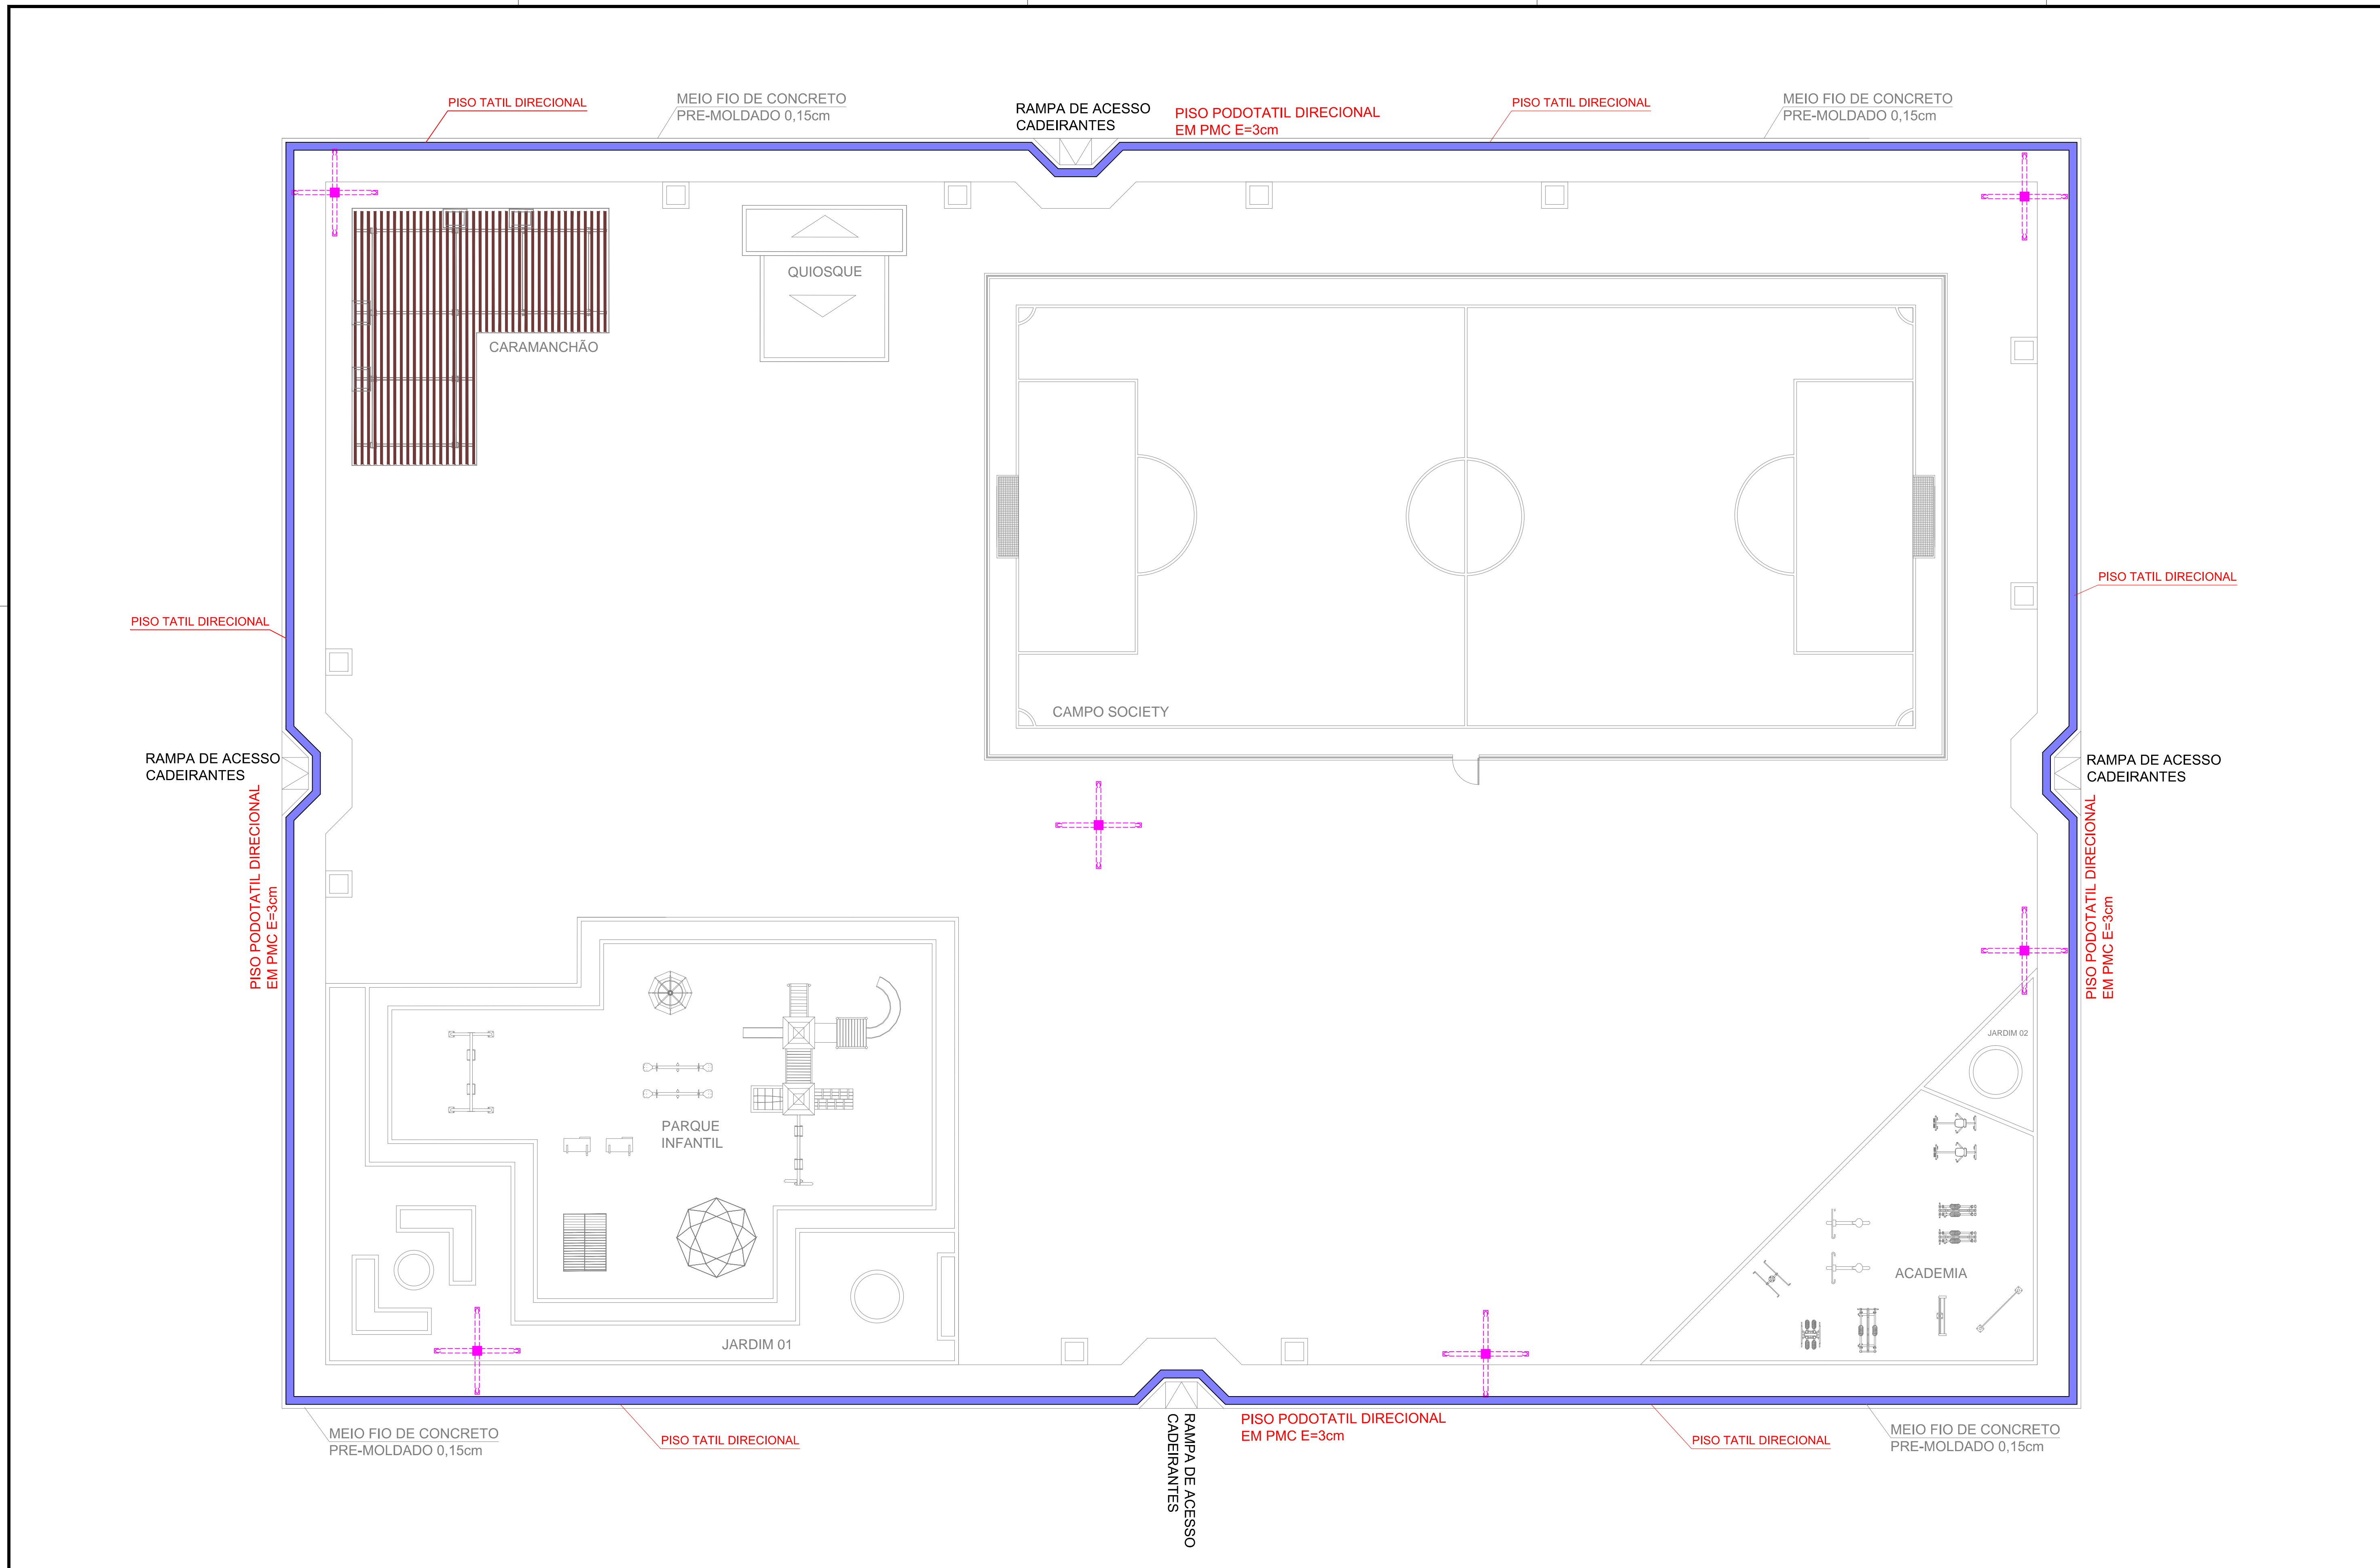 PISO TATIL DIRECIONAL
MEIO FIO DE CONCRETO
PRE-MOLDADO 0,15cm
RAMPA DE ACESSO
CADEIRANTES
PISO PODOTATIL DIRECIONAL
EM PMC E=3cm
PISO TATIL DIRECIONAL
MEIO FIO DE CONCRETO
PRE-MOLDADO 0,15cm
QUIOSQUE
CARAMANCHÃO
PISO TATIL DIRECIONAL
PISO TATIL DIRECIONAL
CAMPO SOCIETY
RAMPA DE ACESSO
CADEIRANTES
RAMPA DE ACESSO
CADEIRANTES
PISO PODOTATIL DIRECIONAL
EM PMC E=3cm
PISO PODOTATIL DIRECIONAL
EM PMC E=3cm
JARDIM 02
PARQUE
INFANTIL
ACADEMIA
JARDIM 01
MEIO FIO DE CONCRETO
PRE-MOLDADO 0,15cm
PISO TATIL DIRECIONAL
RAMPA DE ACESSO
CADEIRANTES
PISO PODOTATIL DIRECIONAL
EM PMC E=3cm
PISO TATIL DIRECIONAL
MEIO FIO DE CONCRETO
PRE-MOLDADO 0,15cm